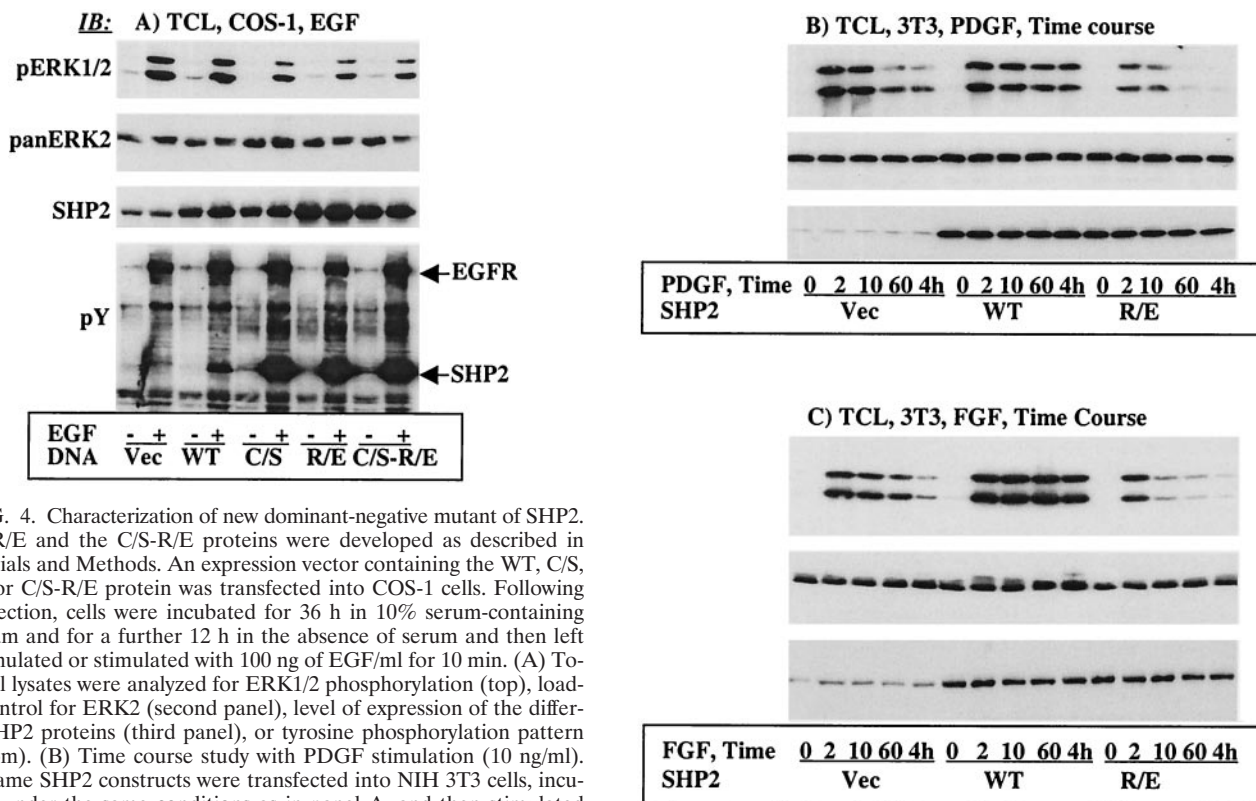 IB: A) TCL, COS-1, EGF
pERK1/2
panERK2
SHP2
pY
EGFR
SHP2
EGF - + - + - + - + - +
DNA Vec WT C/S R/E C/S-R/E
G. 4. Characterization of new dominant-negative mutant of SHP2.
R/E and the C/S-R/E proteins were developed as described in
ials and Methods. An expression vector containing the WT, C/S,
or C/S-R/E protein was transfected into COS-1 cells. Following
ection, cells were incubated for 36 h in 10% serum-containing
um and for a further 12 h in the absence of serum and then left
mulated or stimulated with 100 ng of EGF/ml for 10 min. (A) To-
l lysates were analyzed for ERK1/2 phosphorylation (top), load-
ontrol for ERK2 (second panel), level of expression of the differ-
HP2 proteins (third panel), or tyrosine phosphorylation pattern
m). (B) Time course study with PDGF stimulation (10 ng/ml).
ame SHP2 constructs were transfected into NIH 3T3 cells, incu-
B) TCL, 3T3, PDGF, Time course
PDGF, Time 0 2 10 60 4h 0 2 10 60 4h 0 2 10 60 4h
SHP2 Vec WT R/E
C) TCL, 3T3, FGF, Time Course
FGF, Time 0 2 10 60 4h 0 2 10 60 4h 0 2 10 60 4h
SHP2 Vec WT R/E